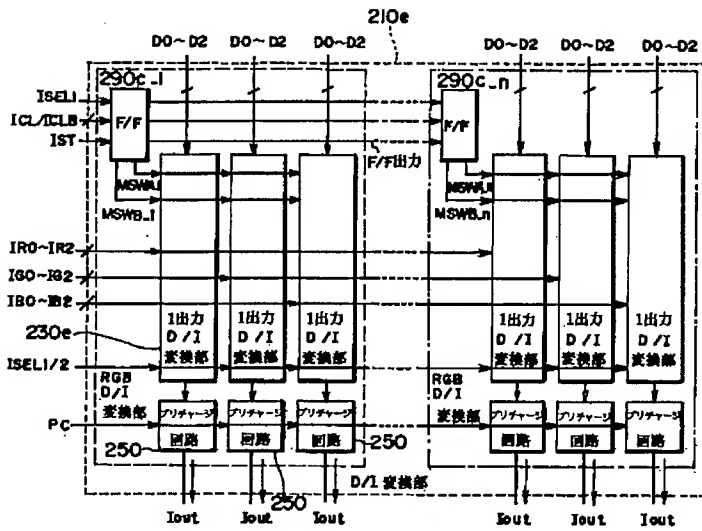 210e
D0~D2 D0~D2 D0~D2 D0~D2 D0~D2 D0~D2
290c_1 290c_n
ISEL1
ICL/ICLB
IST
F/F F/F
F/F出力
MSWA_1 MSWA_n
MSWB_1 MSWB_n
IR0~IR2
IG0~IG2
IB0~IB2
1出力 1出力 1出力 1出力 1出力 1出力
D/I D/I D/I D/I D/I D/I
変換部 変換部 変換部 変換部 変換部 変換部
230e
ISEL1/2
RGB RGB
D/I D/I
変換部 変換部
PC
プリチャージ プリチャージ プリチャージ プリチャージ プリチャージ プリチャージ
回路 回路 回路 回路 回路 回路
250 250 250
D/I 変換部
Iout Iout Iout Iout Iout Iout